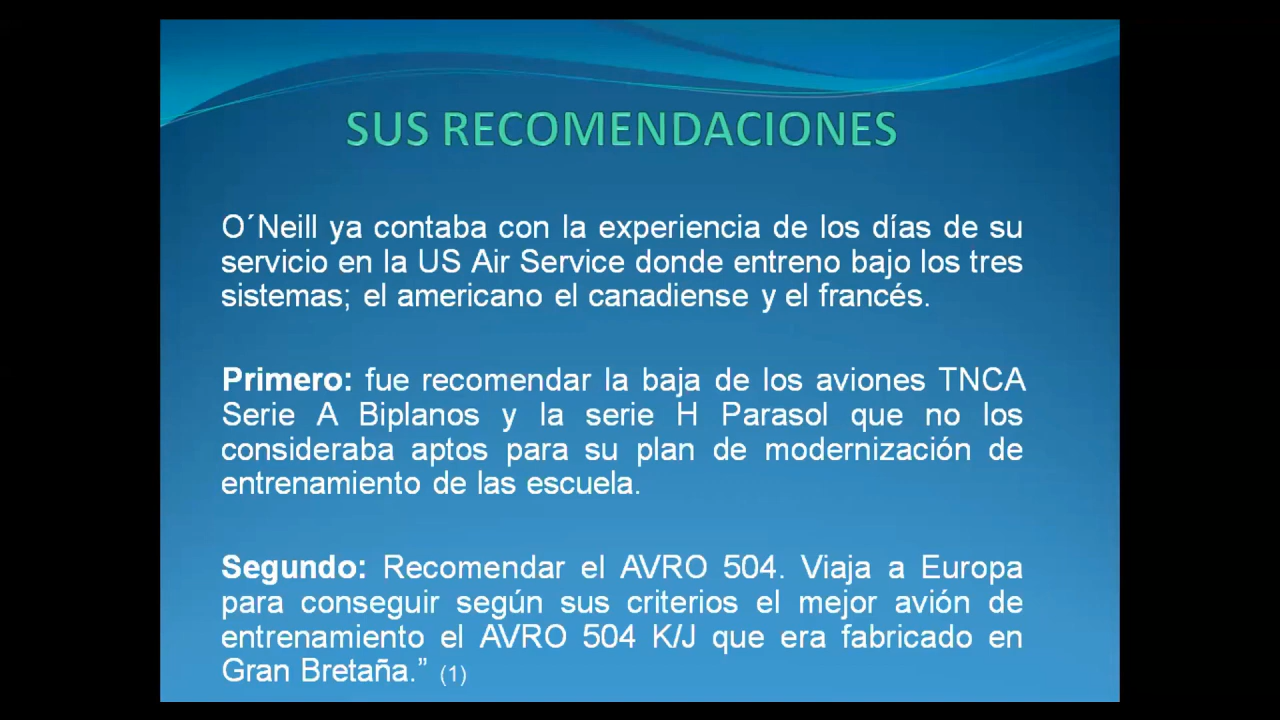 SUS RECOMENDACIONES
O´Neill ya contaba con la experiencia de los días de su
servicio en la US Air Service donde entreno bajo los tres
sistemas; el americano el canadiense y el francés.
Primero: fue recomendar la baja de los aviones TNCA
Serie A Biplanos y la serie H Parasol que no los
consideraba aptos para su plan de modernización de
entrenamiento de las escuela.
Segundo: Recomendar el AVRO 504. Viaja a Europa
para conseguir según sus criterios el mejor avión de
entrenamiento el AVRO 504 K/J que era fabricado en
Gran Bretaña.” (1)